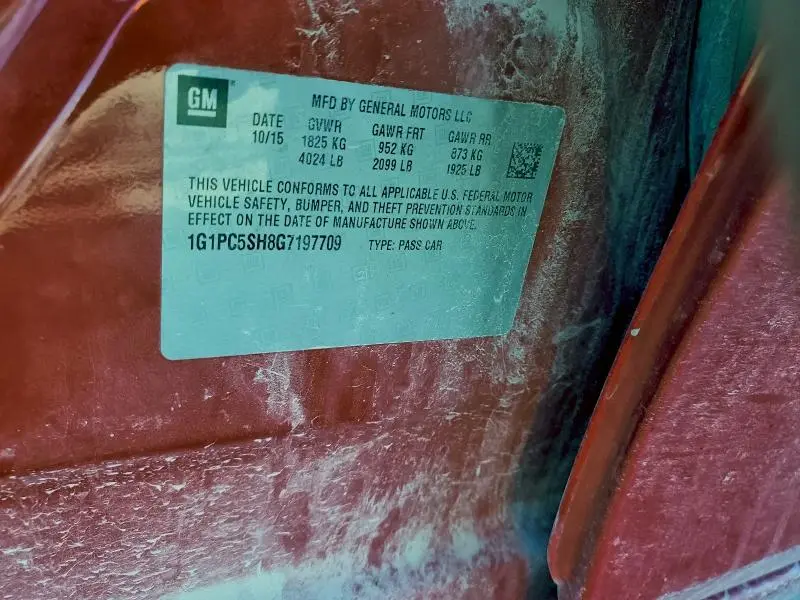 GM
MFD BY GENERAL MOTORS LLC
DATE GVWR GAWR FRT GAWR RR
10/15 1825 KG 952 KG 873 KG
4024 LB 2099 LB 1925 LB
THIS VEHICLE CONFORMS TO ALL APPLICABLE U.S. FEDERAL MOTOR
VEHICLE SAFETY, BUMPER, AND THEFT PREVENTION STANDARDS IN
EFFECT ON THE DATE OF MANUFACTURE SHOWN ABOVE.
1G1PC5SH8G7197709 TYPE: PASS CAR